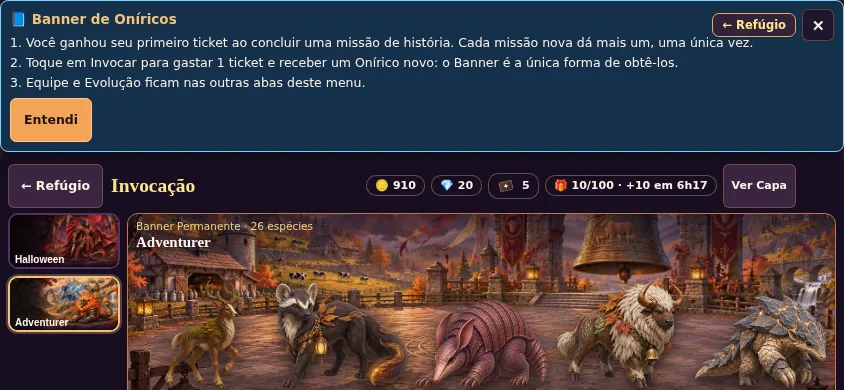 Banner de Oníricos
← Refúgio
×
1. Você ganhou seu primeiro ticket ao concluir uma missão de história. Cada missão nova dá mais um, uma única vez.
2. Toque em Invocar para gastar 1 ticket e receber um Onírico novo: o Banner é a única forma de obtê-los.
3. Equipe e Evolução ficam nas outras abas deste menu.
Entendi
← Refúgio
Invocação
910
20
5
10/100 · +10 em 6h17
Ver Capa
Halloween
Adventurer
Banner Permanente · 26 espécies
Adventurer